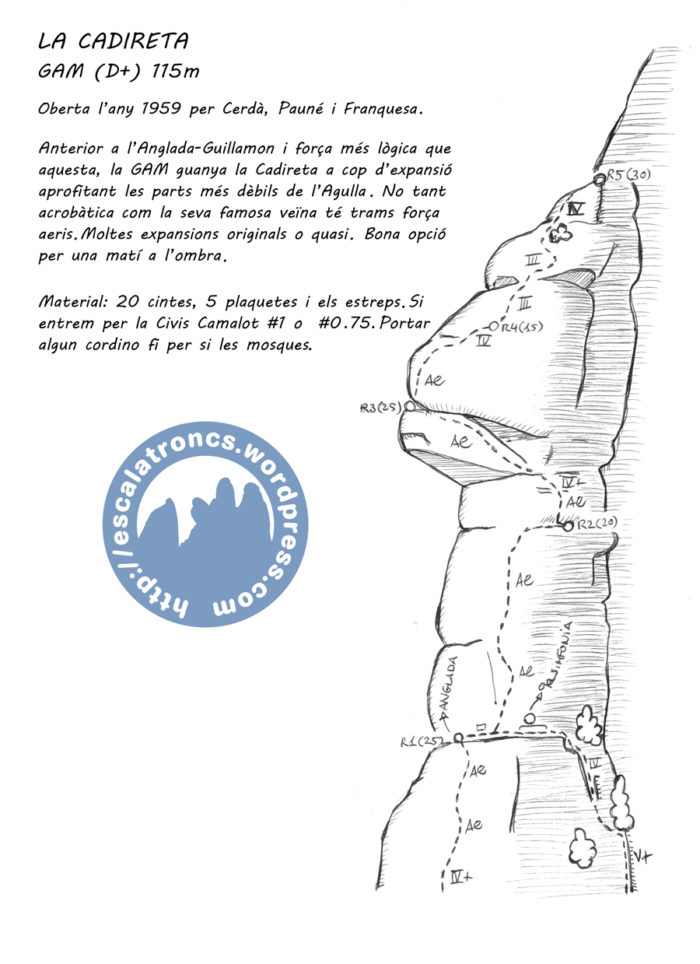 LA CADIRETA
GAM (D+) 115m
Oberta l'any 1959 per Cerdà, Pauné i Franquesa.
Anterior a l'Anglada-Guillamon i força més lògica que
aquesta, la GAM guanya la Cadireta a cop d'expansió
aprofitant les parts més dèbils de l'Agulla. No tant
acrobàtica com la seva famosa veïna té trams força
aeris. Moltes expansions originals o quasi. Bona opció
per una matí a l'ombra.
Material: 20 cintes, 5 plaquetes i els estreps. Si
entrem per la Civis Camalot #1 o #0.75. Portar
algun cordino fi per si les mosques.
http://escalatroncs.wordpress.com
R5(30)
IV
III
III
R4(15)
IV
Ae
R3(25)
Ae
IV+
Ae
R2(20)
Ae
Ae
ANGLADA
SIMFONIA
R1(25)
Ae
IV
Ae
V+
IV+